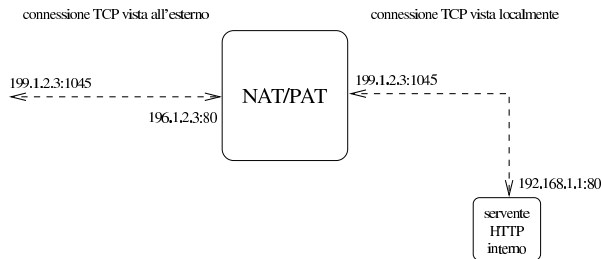 connessione TCP vista all'esterno
connessione TCP vista localmente
199.1.2.3:1045
NAT/PAT
199.1.2.3:1045
196.1.2.3:80
192.168.1.1:80
servente
HTTP
interno